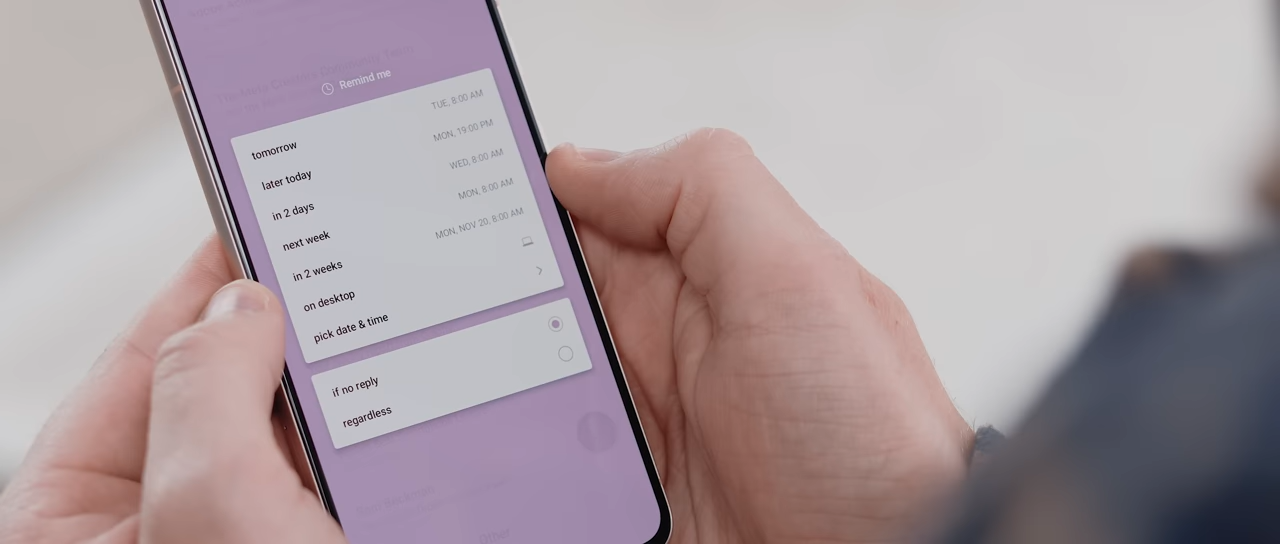 Remind me
tomorrow TUE, 8:00 AM
later today MON, 19:00 PM
in 2 days WED, 8:00 AM
next week MON, 8:00 AM
in 2 weeks MON, NOV 20, 8:00 AM
on desktop
pick date & time
if no reply
regardless